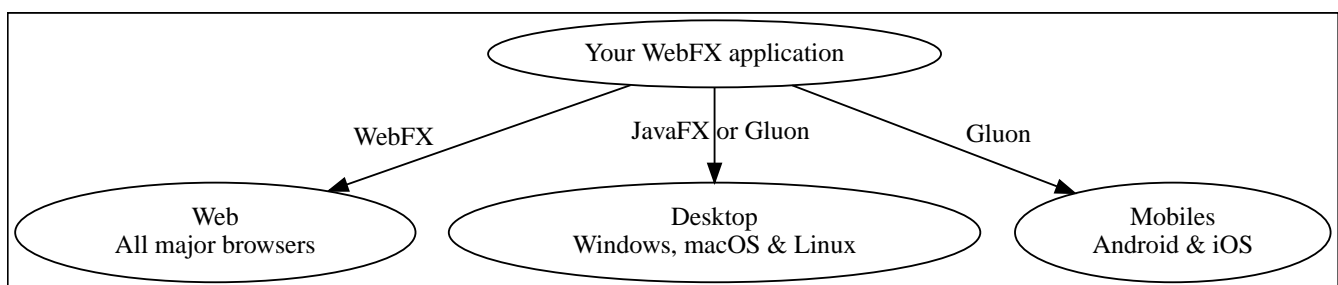 Your WebFX application
WebFX
JavaFX or Gluon
Gluon
Web
All major browsers
Desktop
Windows, macOS & Linux
Mobiles
Android & iOS